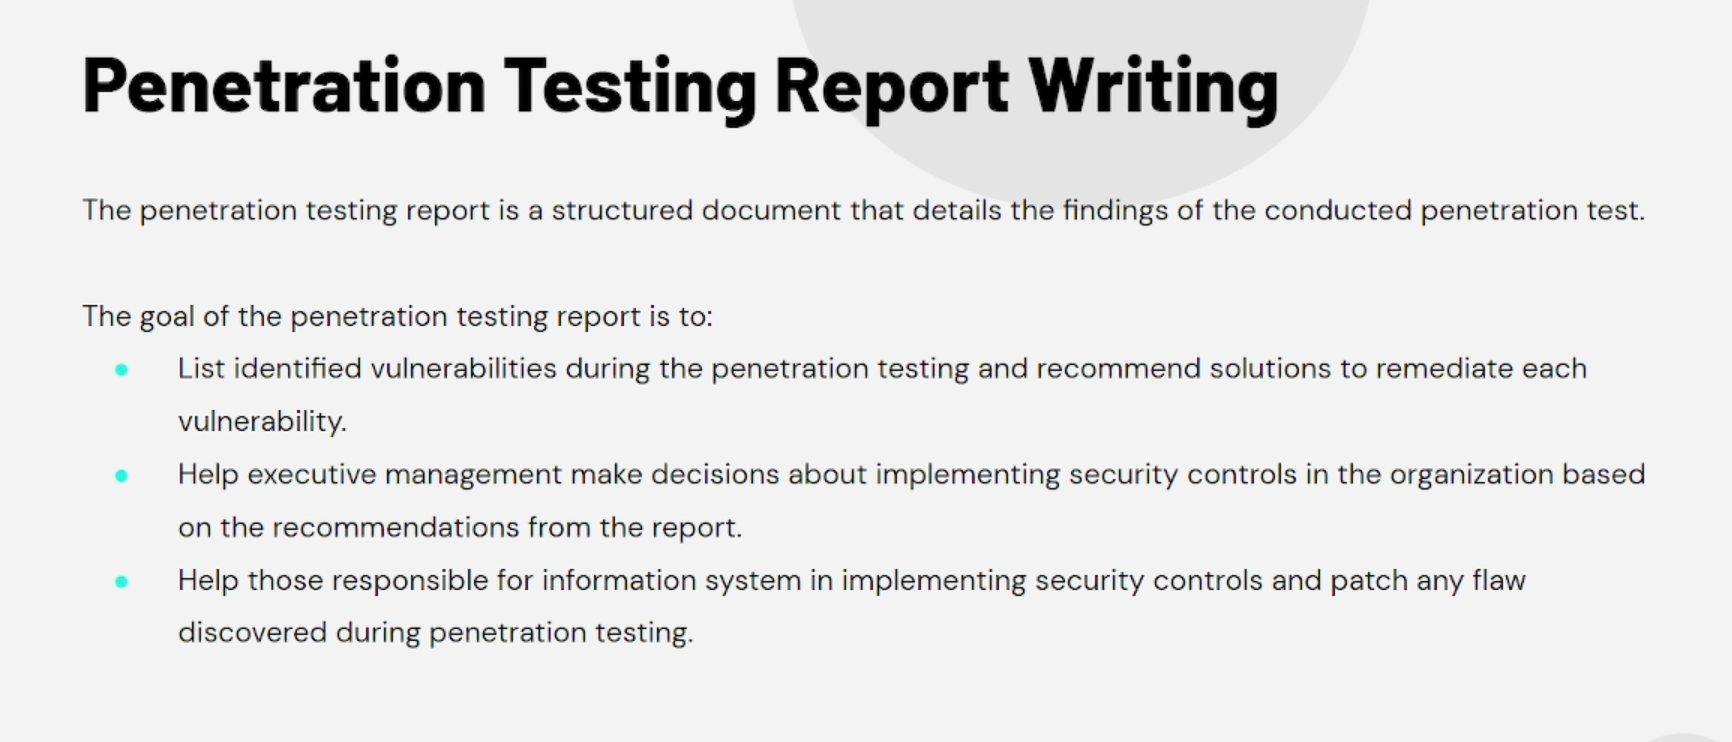 Penetration Testing Report Writing
The penetration testing report is a structured document that details the findings of the conducted penetration test.
The goal of the penetration testing report is to:
List identified vulnerabilities during the penetration testing and recommend solutions to remediate each
vulnerability.
Help executive management make decisions about implementing security controls in the organization based
on the recommendations from the report.
Help those responsible for information system in implementing security controls and patch any flaw
discovered during penetration testing.